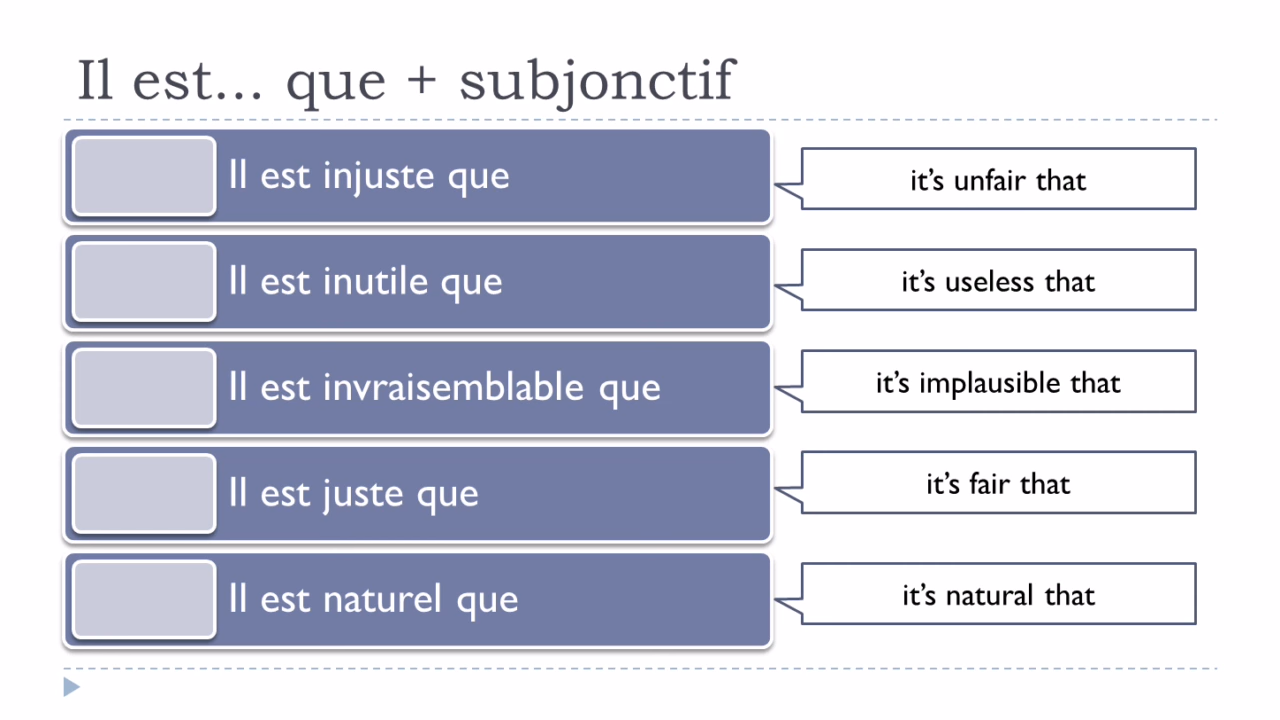 Il est... que + subjonctif
Il est injuste que
it’s unfair that
Il est inutile que
it’s useless that
Il est invraisemblable que
it’s implausible that
Il est juste que
it’s fair that
Il est naturel que
it’s natural that